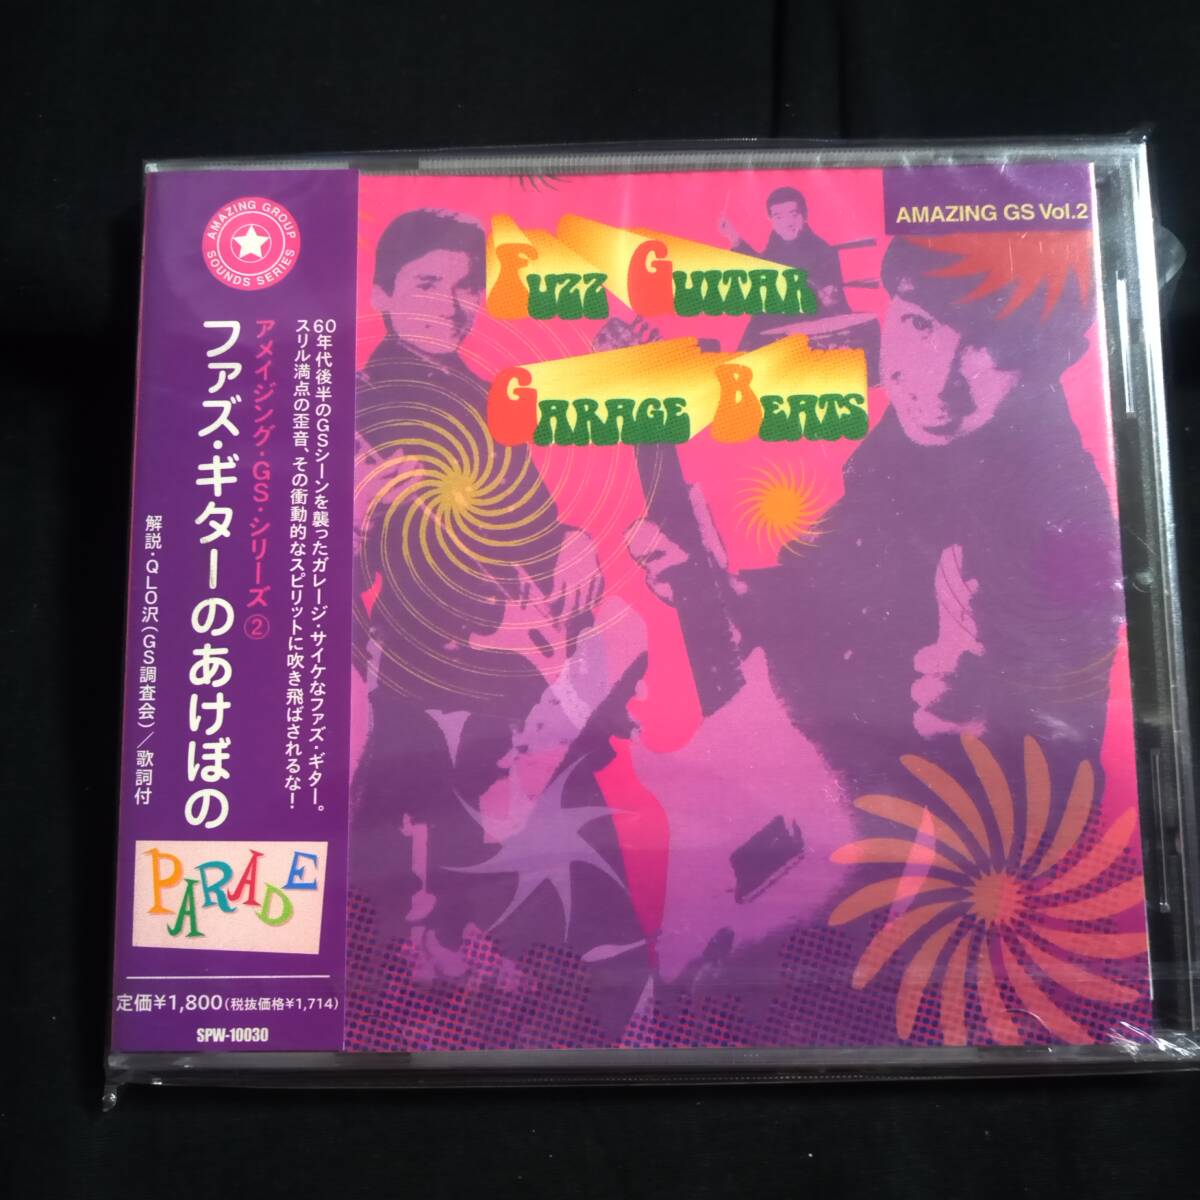 AMAZING GROUP
SOUNDS SERIES
60年代後半のGSシーンを襲ったガレージ・サイケなファズ・ギター。
スリル満点の歪音、その衝動的なスピリットに吹き飛ばされるな!
アメイジング・GS・シリーズ②
ファズ・ギターのあけぼの
解説・QLO沢(GS調査会)/歌詞付
PARADE
定価¥1,800(税抜価格¥1,714)
SPW-10030
AMAZING GS Vol.2
FUZZ GUITAR
GARAGE BEATS